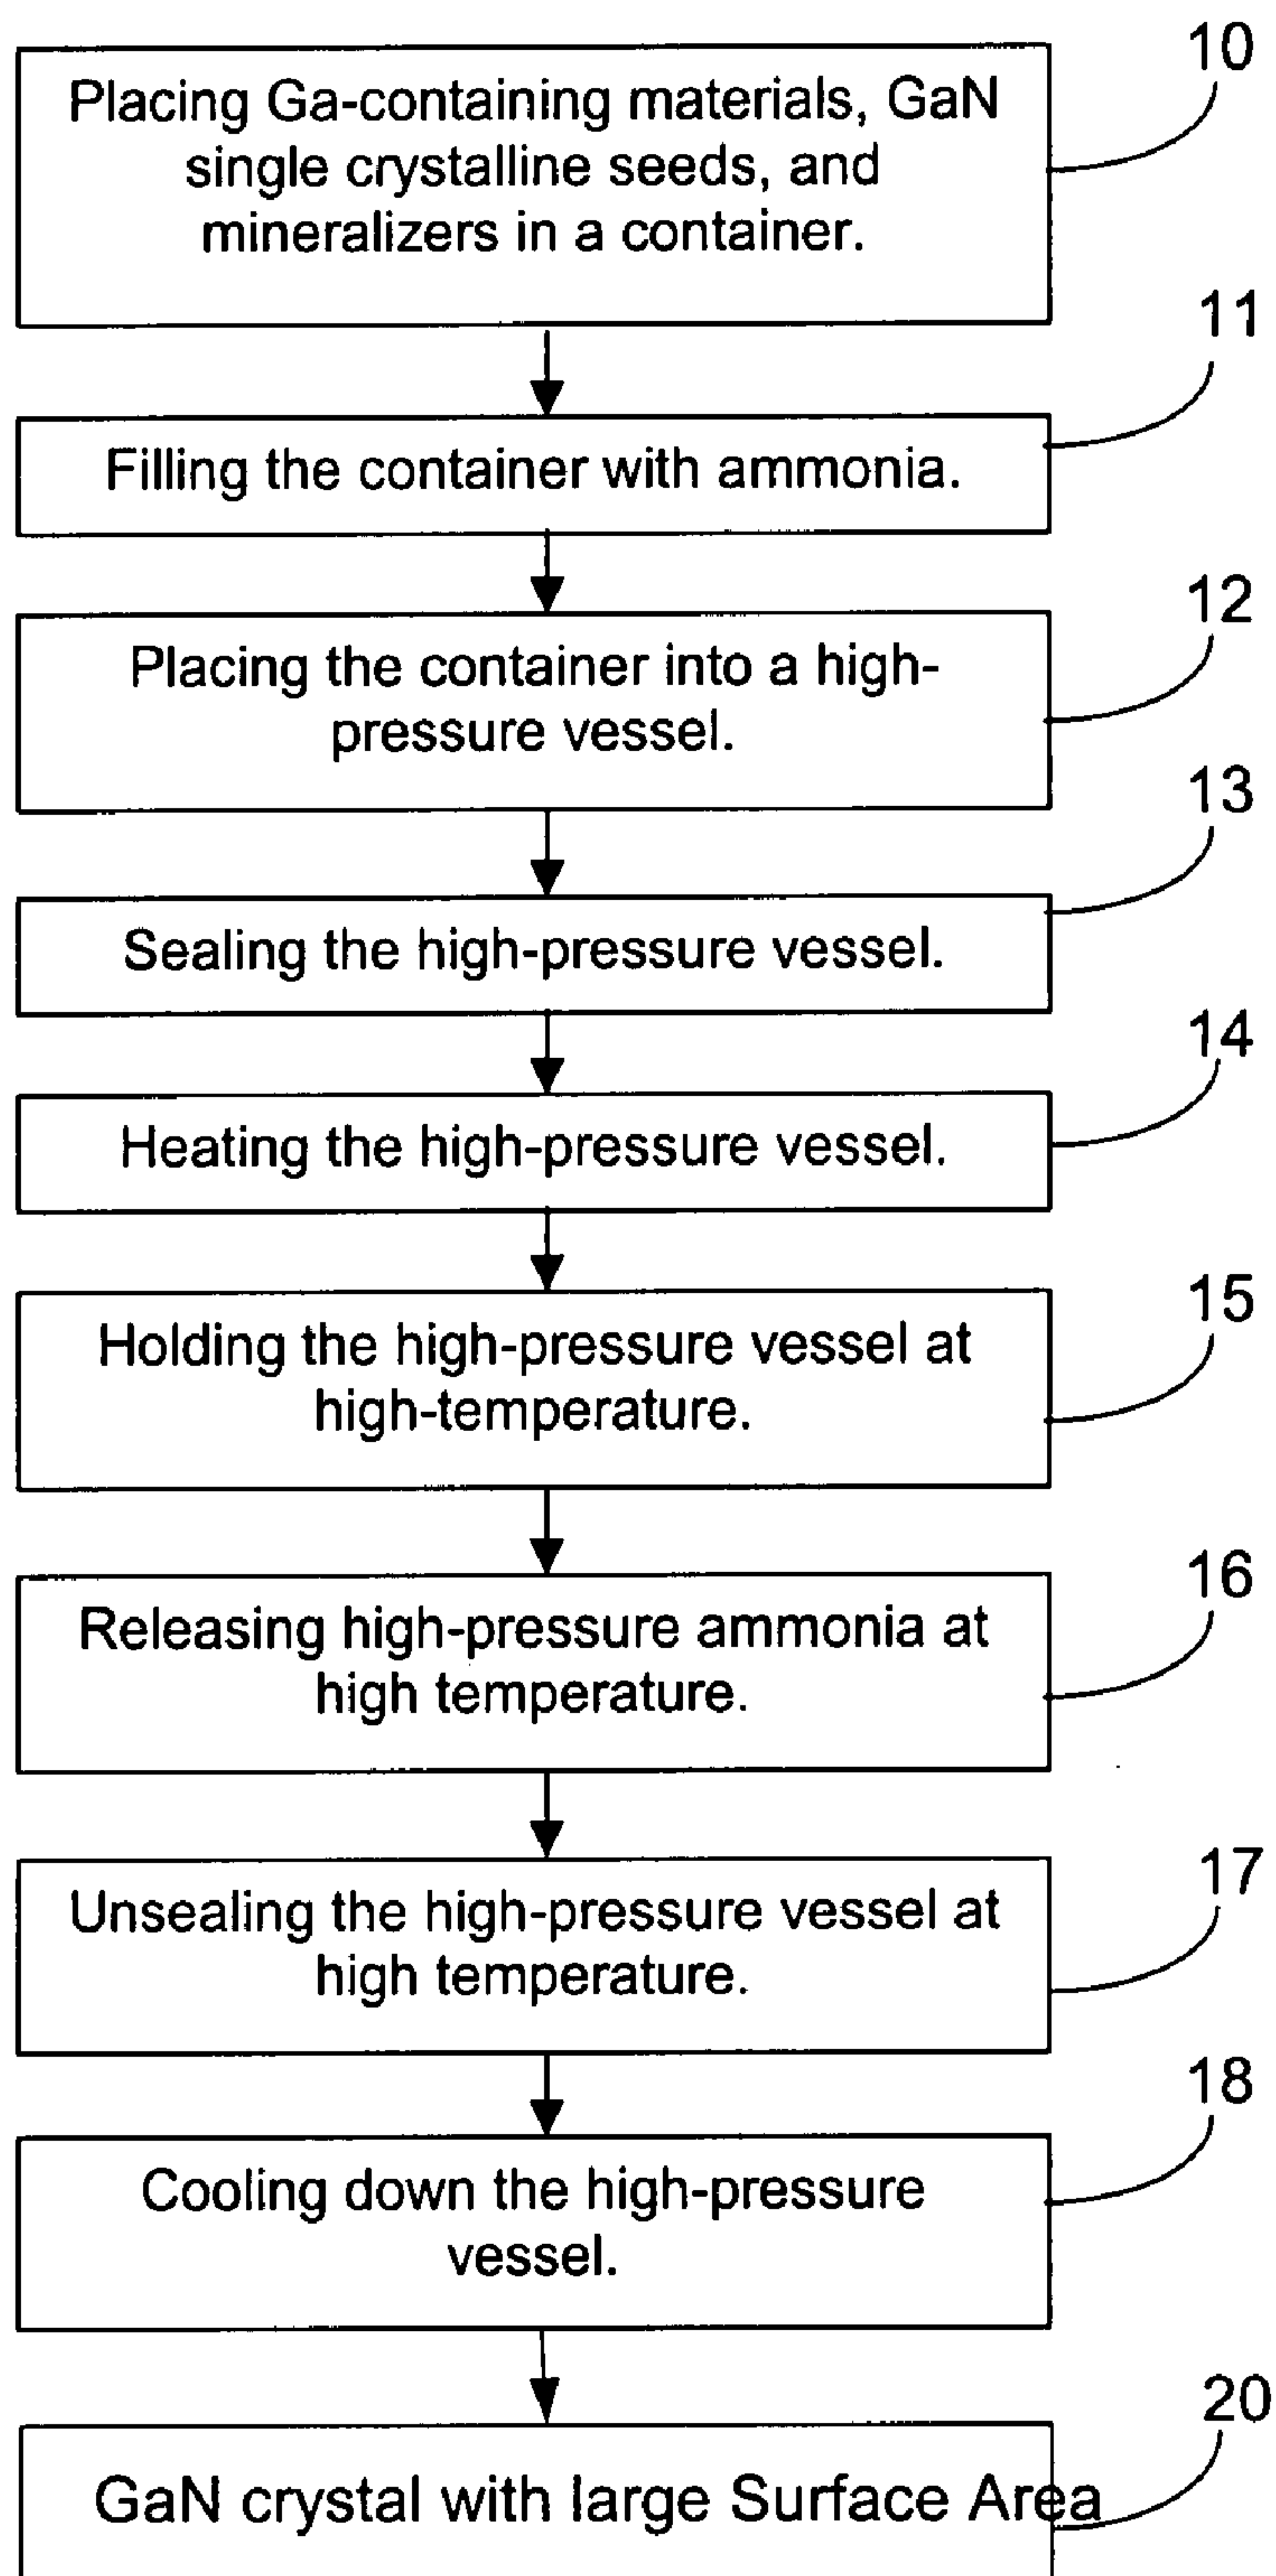 10
Placing Ga-containing materials, GaN
single crystalline seeds, and
mineralizers in a container.
11
Filling the container with ammonia.
12
Placing the container into a high-
pressure vessel.
13
Sealing the high-pressure vessel.
14
Heating the high-pressure vessel.
15
Holding the high-pressure vessel at
high-temperature.
16
Releasing high-pressure ammonia at
high temperature.
17
Unsealing the high-pressure vessel at
high temperature.
18
Cooling down the high-pressure
vessel.
20
GaN crystal with large Surface Area